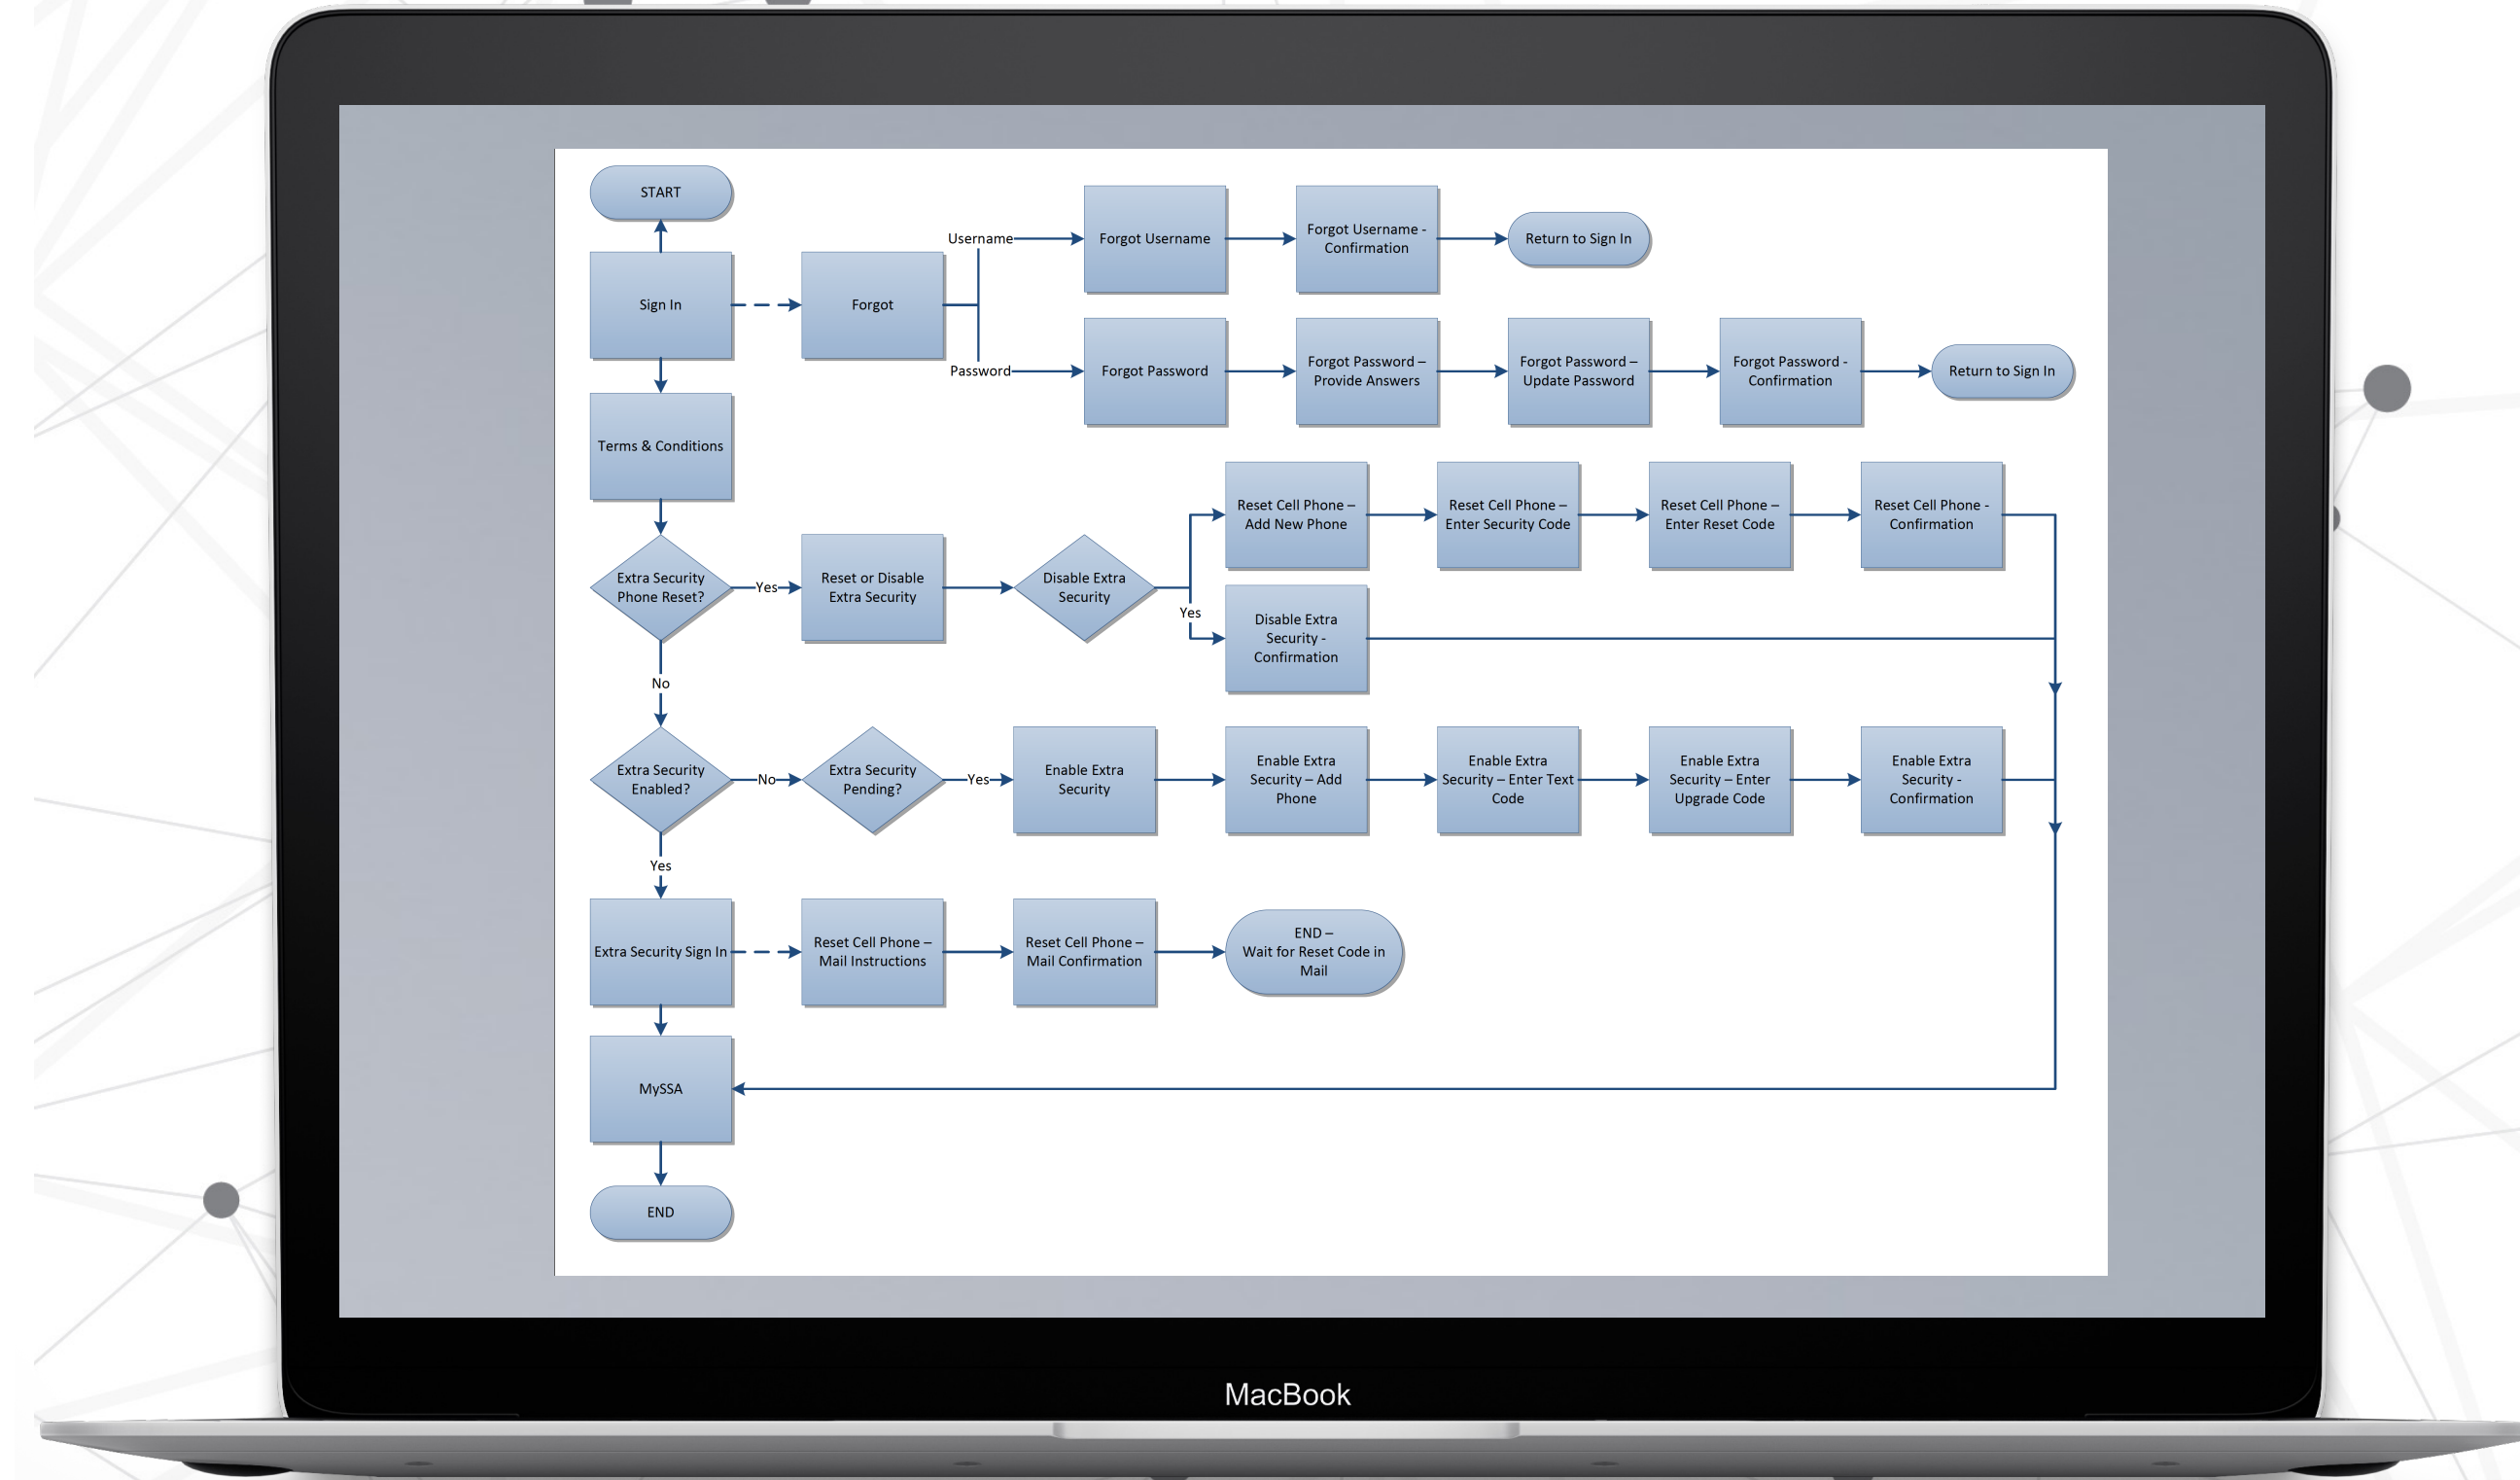 START
Username
Forgot Username
Forgot Username -
Confirmation
Return to Sign In
Sign In
Forgot
Password
Forgot Password
Forgot Password –
Provide Answers
Forgot Password –
Update Password
Forgot Password -
Confirmation
Return to Sign In
Terms & Conditions
Reset Cell Phone –
Add New Phone
Reset Cell Phone –
Enter Security Code
Reset Cell Phone –
Enter Reset Code
Reset Cell Phone -
Confirmation
Extra Security
Phone Reset?
Yes
Reset or Disable
Extra Security
Disable Extra
Security
Yes
Disable Extra
Security -
Confirmation
No
Extra Security
Enabled?
No
Extra Security
Pending?
Yes
Enable Extra
Security
Enable Extra
Security – Add
Phone
Enable Extra
Security – Enter Text
Code
Enable Extra
Security – Enter
Upgrade Code
Enable Extra
Security -
Confirmation
Yes
Extra Security Sign In
Reset Cell Phone –
Mail Instructions
Reset Cell Phone –
Mail Confirmation
END –
Wait for Reset Code in
Mail
MySSA
END
MacBook